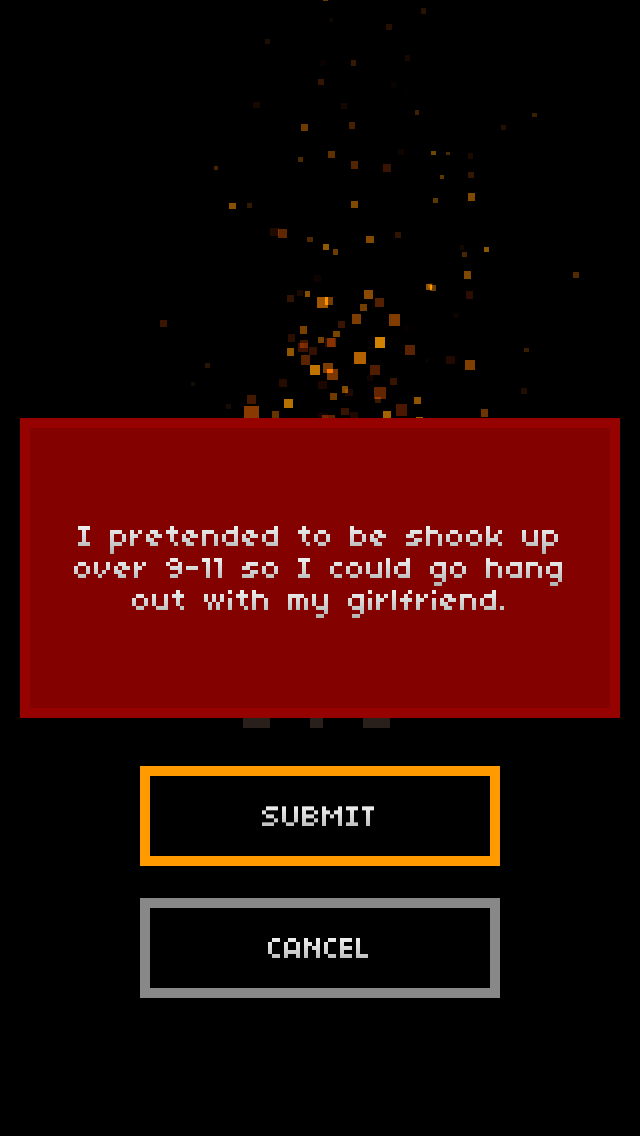 I pretended to be shook up
over 9-11 so I could go hang
out with my girlfriend.
SUBMIT
CANCEL